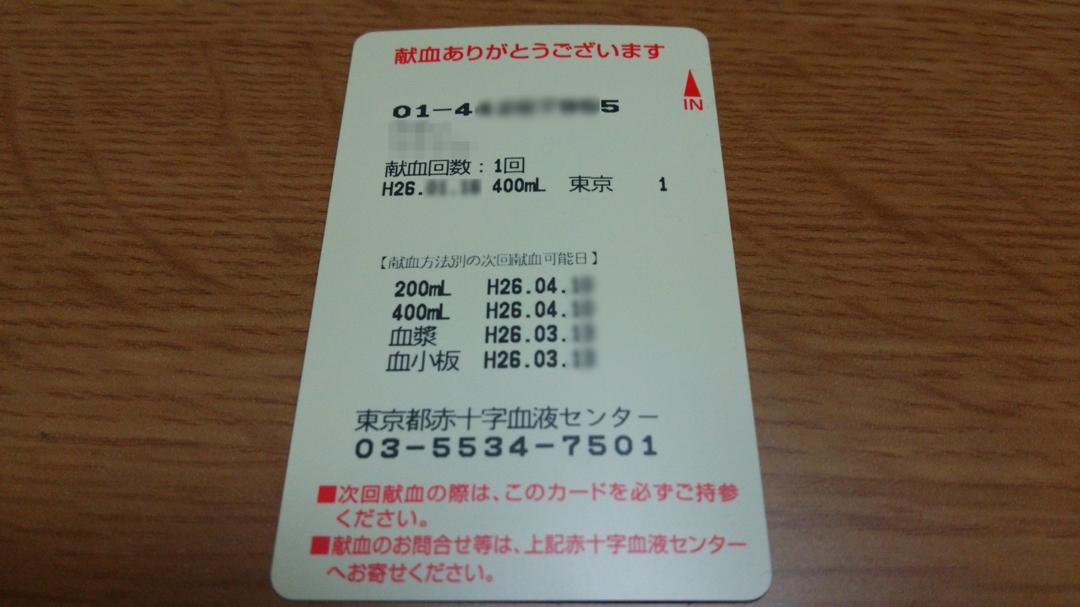 献血ありがとうございます
IN
01-4 5
献血回数：1回
H26. 400mL 東京 1
【献血方法別の次回献血可能日】
200mL H26.04.
400mL H26.04.
血漿 H26.03.
血小板 H26.03.
東京都赤十字血液センター
03-5534-7501
■次回献血の際は、このカードを必ずご持参
ください。
■献血のお問合せ等は、上記赤十字血液センター
へお寄せください。